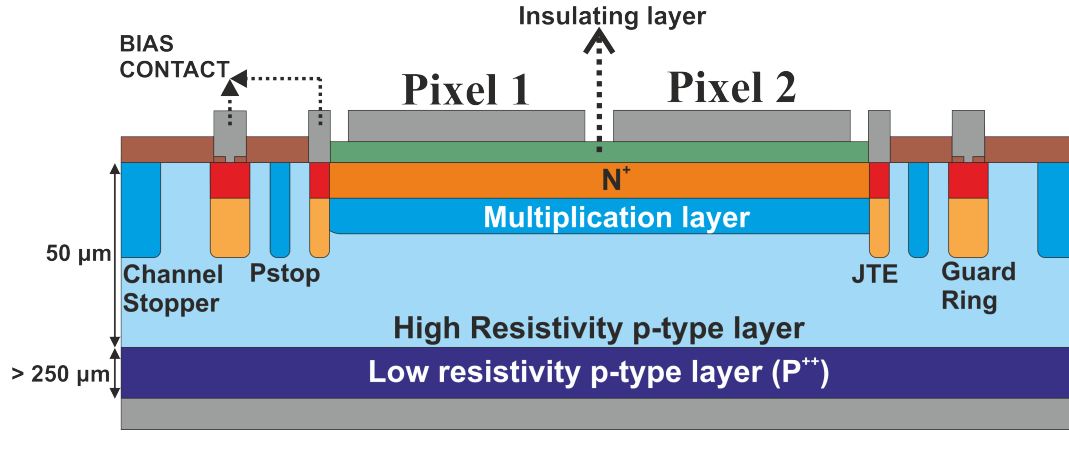 Insulating layer
BIAS
CONTACT
Pixel 1
Pixel 2
N⁺
Multiplication layer
50 µm
Channel
Stopper
Pstop
JTE
Guard
Ring
High Resistivity p-type layer
> 250 µm
Low resistivity p-type layer (P⁺⁺)